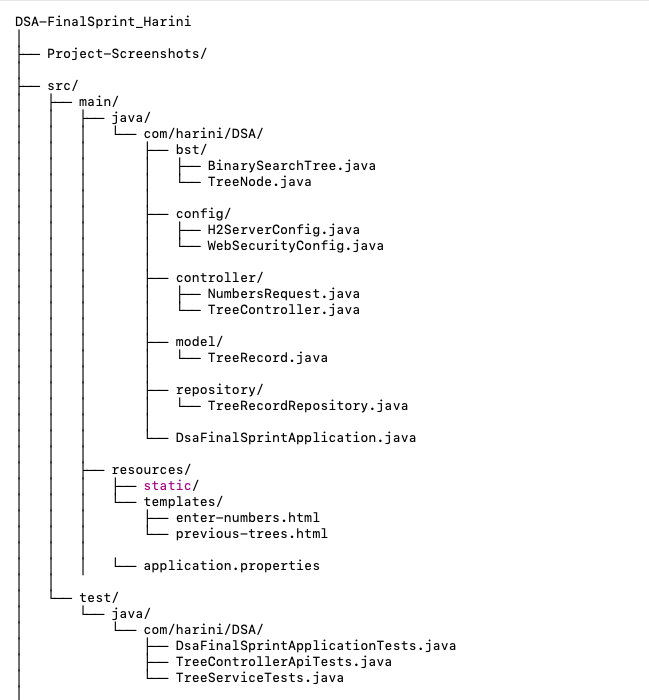 DSA-FinalSprint_Harini
Project-Screenshots/
src/
main/
java/
com/harini/DSA/
bst/
BinarySearchTree.java
TreeNode.java
config/
H2ServerConfig.java
WebSecurityConfig.java
controller/
NumbersRequest.java
TreeController.java
model/
TreeRecord.java
repository/
TreeRecordRepository.java
DsaFinalSprintApplication.java
resources/
static/
templates/
enter-numbers.html
previous-trees.html
application.properties
test/
java/
com/harini/DSA/
DsaFinalSprintApplicationTests.java
TreeControllerApiTests.java
TreeServiceTests.java